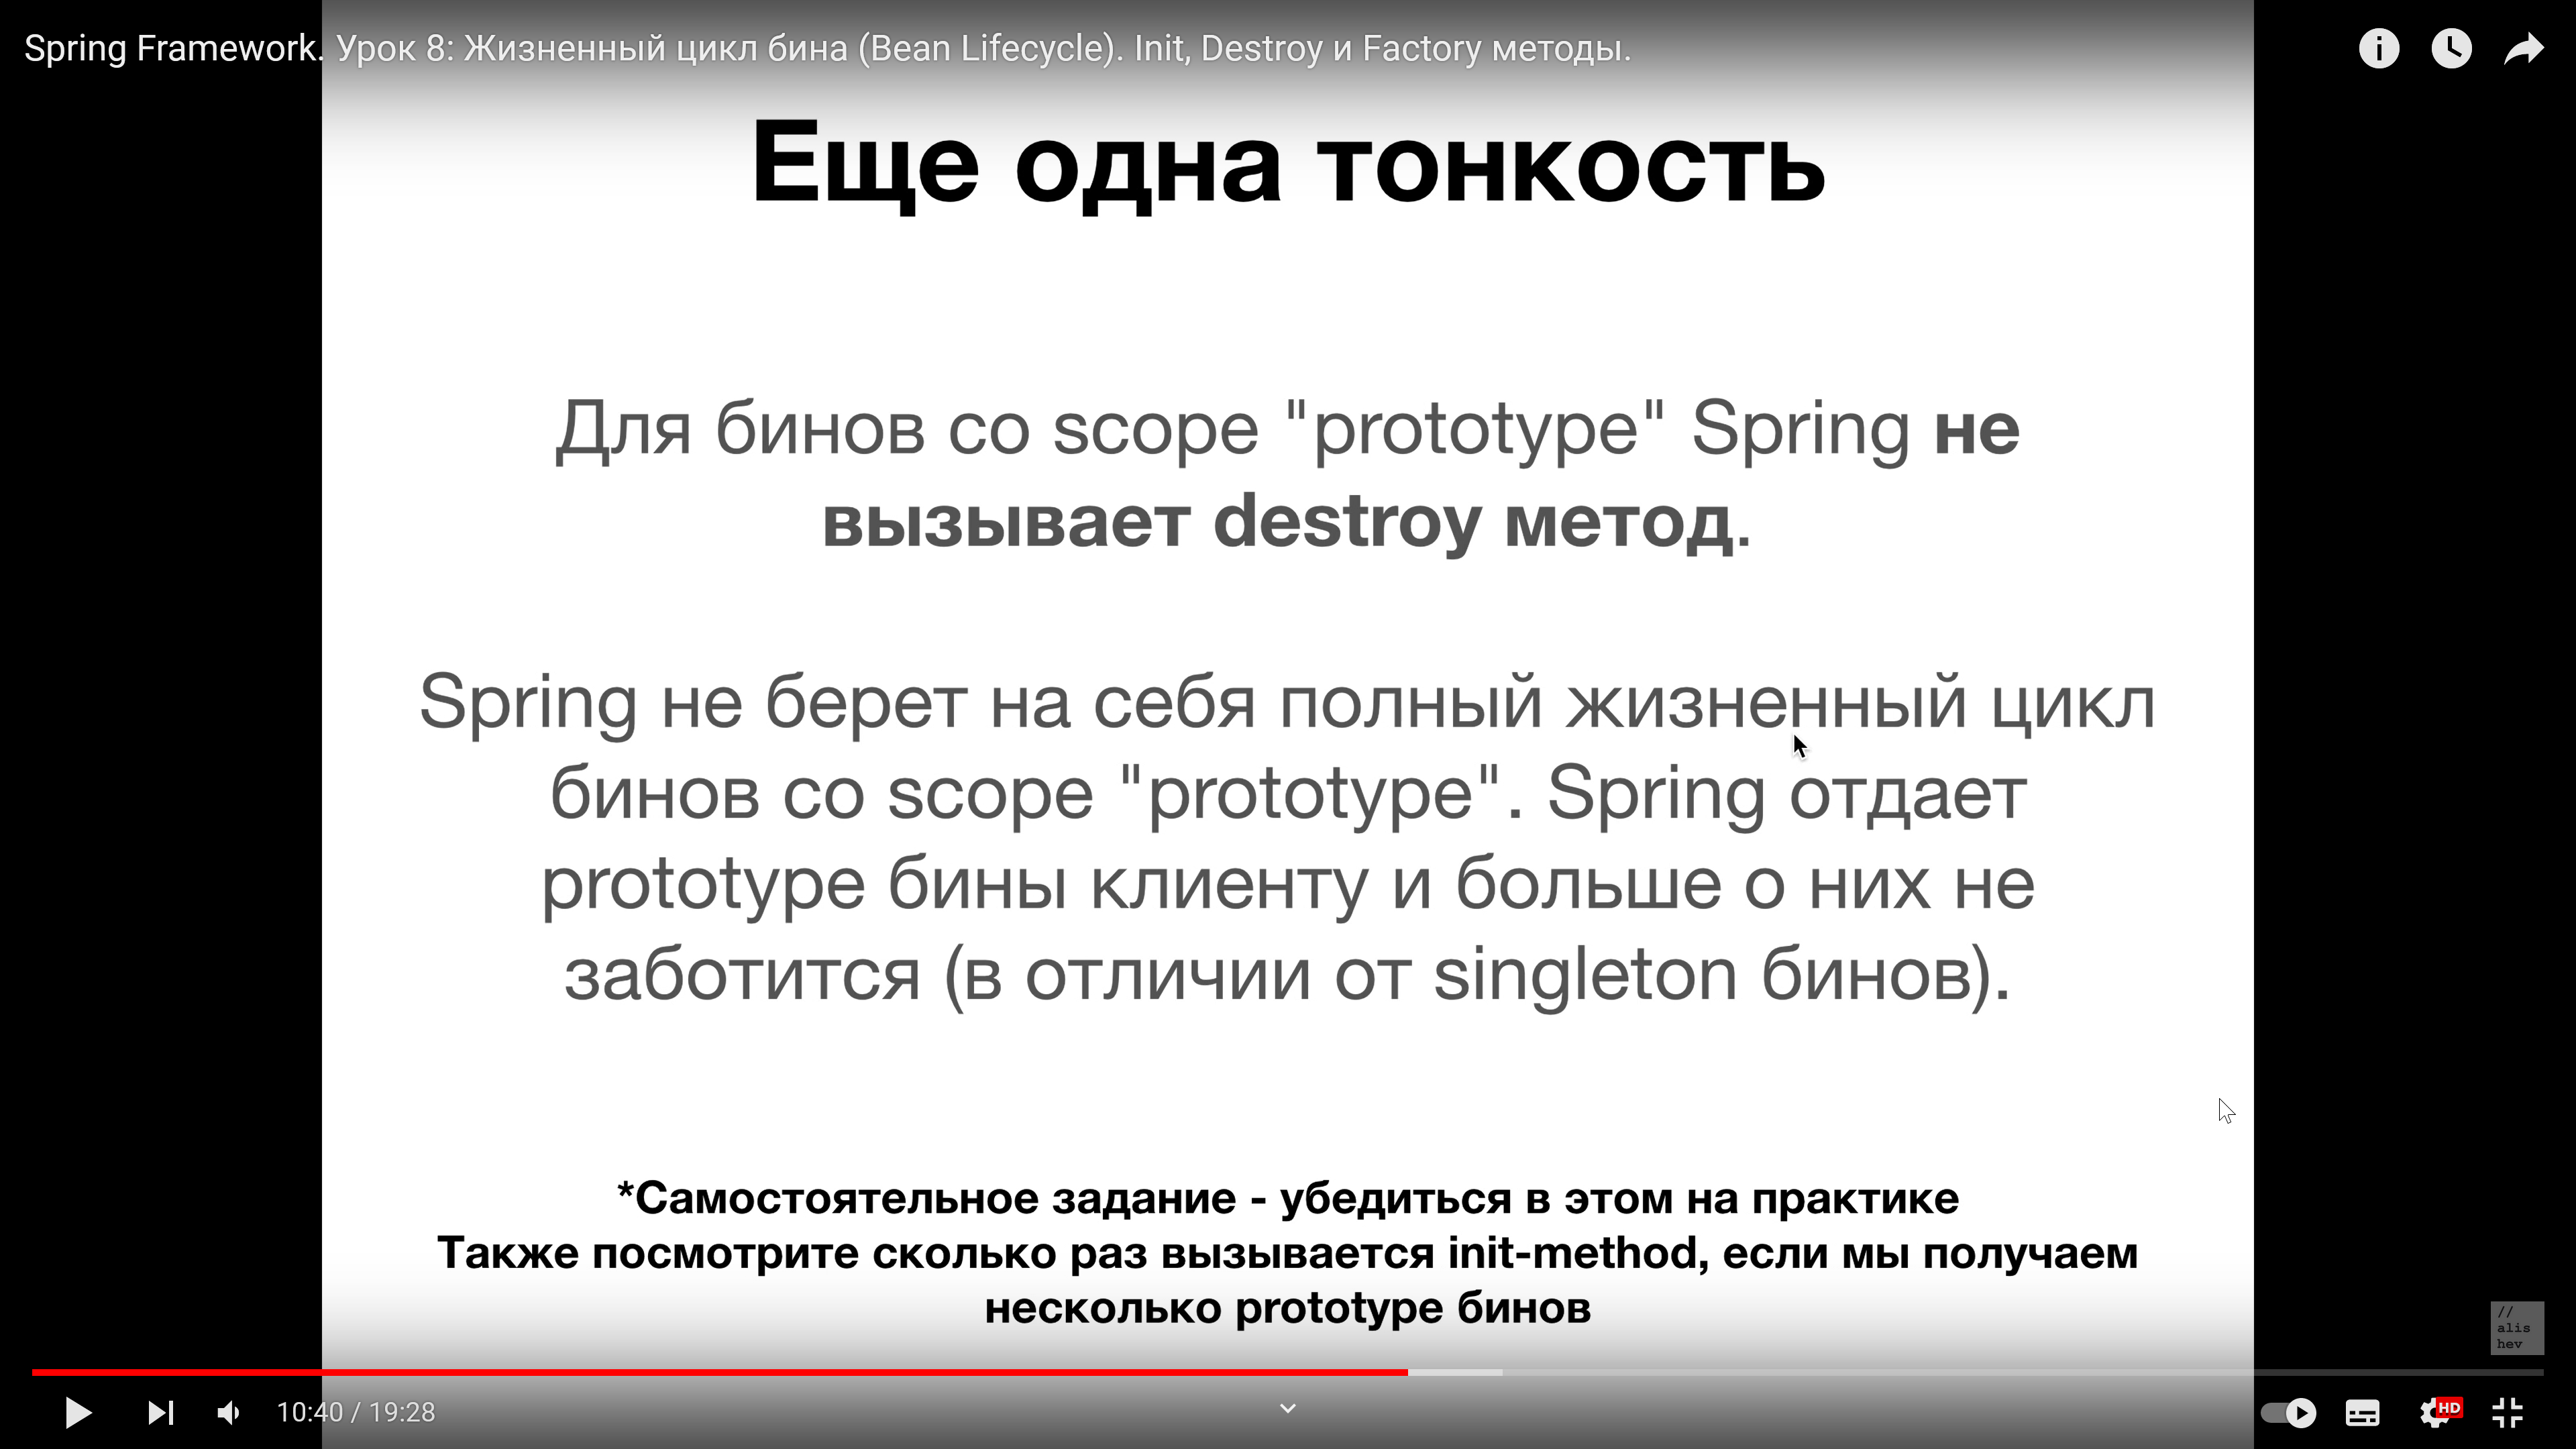 Spring Framework. Урок 8: Жизненный цикл бина (Bean Lifecycle). Init, Destroy и Factory методы.
Еще одна тонкость
Для бинов со scope "prototype" Spring не
вызывает destroy метод.
Spring не берет на себя полный жизненный цикл
бинов со scope "prototype". Spring отдает
prototype бины клиенту и больше о них не
заботится (в отличии от singleton бинов).
*Самостоятельное задание - убедиться в этом на практике
Также посмотрите сколько раз вызывается init-method, если мы получаем
несколько prototype бинов
//
alis
hev
10:40 / 19:28
HD